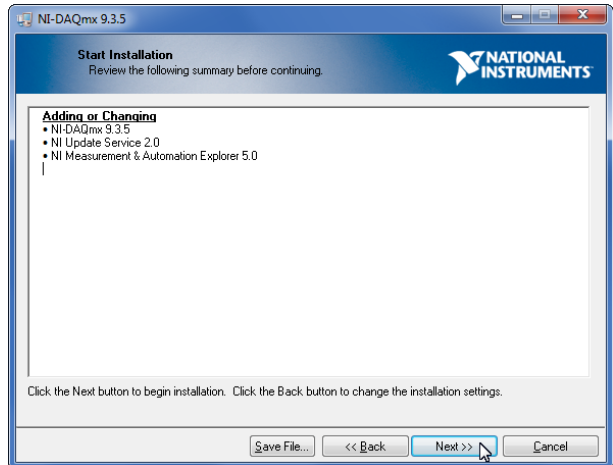 NI-DAQmx 9.3.5
Start Installation
Review the following summary before continuing.
NATIONAL
INSTRUMENTS
Adding or Changing
• NI-DAQmx 9.3.5
• NI Update Service 2.0
• NI Measurement & Automation Explorer 5.0
Click the Next button to begin installation.  Click the Back button to change the installation settings.
Save File...
<< Back
Next >>
Cancel